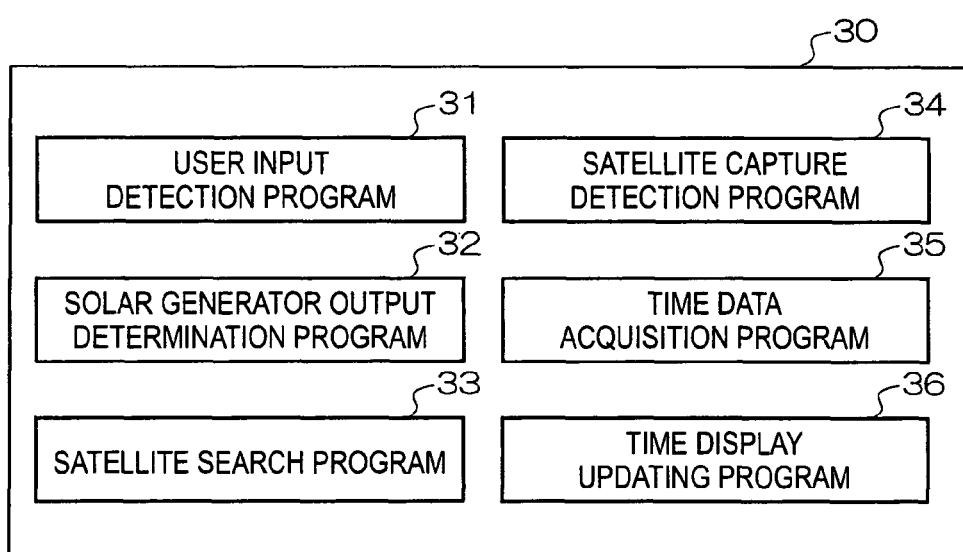 30
31
USER INPUT
DETECTION PROGRAM
32
SOLAR GENERATOR OUTPUT
DETERMINATION PROGRAM
33
SATELLITE SEARCH PROGRAM
34
SATELLITE CAPTURE
DETECTION PROGRAM
35
TIME DATA
ACQUISITION PROGRAM
36
TIME DISPLAY
UPDATING PROGRAM